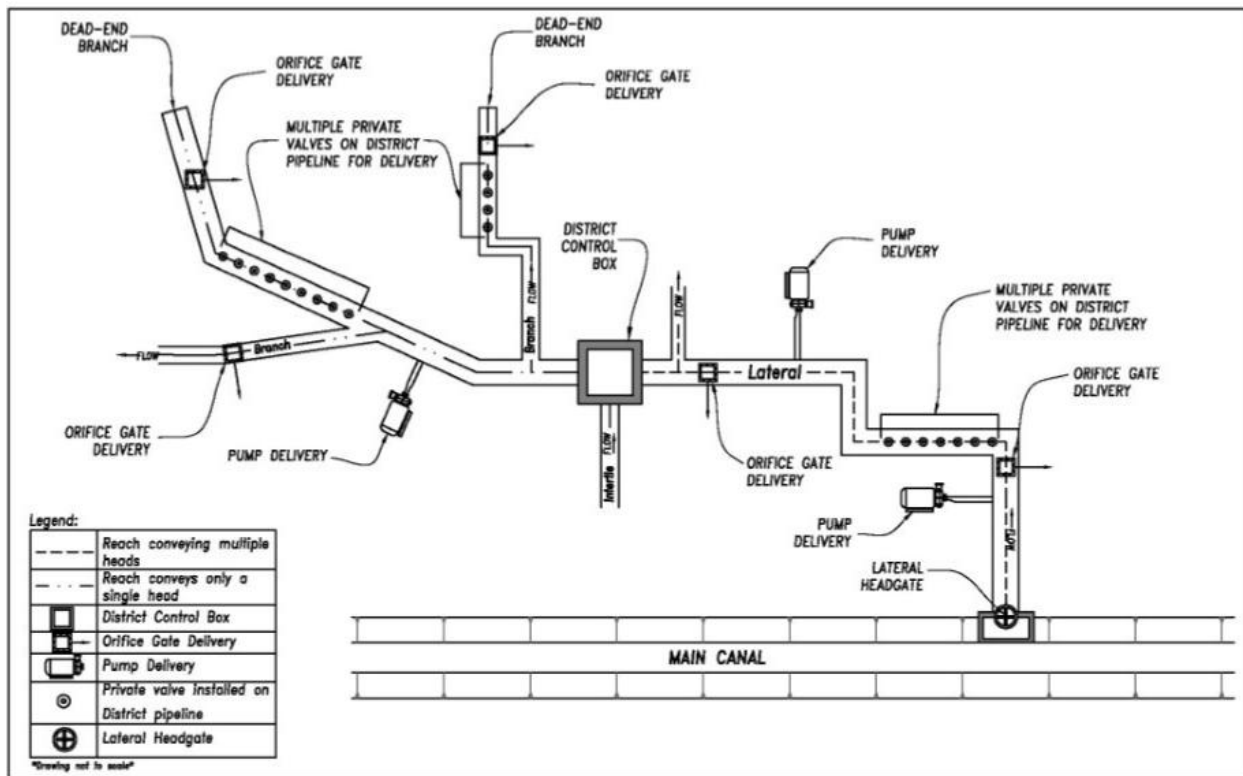 DEAD-END
BRANCH
ORIFICE GATE
DELIVERY
DEAD-END
BRANCH
ORIFICE GATE
DELIVERY
MULTIPLE PRIVATE
VALVES ON DISTRICT
PIPELINE FOR DELIVERY
DISTRICT
CONTROL
BOX
PUMP
DELIVERY
MULTIPLE PRIVATE
VALVES ON DISTRICT
PIPELINE FOR DELIVERY
FLOW
Branch
FLOW
Lateral
ORIFICE GATE
DELIVERY
FLOW
Branch
ORIFICE GATE
DELIVERY
PUMP DELIVERY
Intertie
FLOW
ORIFICE GATE
DELIVERY
PUMP
DELIVERY
FLOW
LATERAL
HEADGATE
MAIN CANAL
Legend:
Reach conveying multiple
heads
Reach conveys only a
single head
District Control Box
Orifice Gate Delivery
Pump Delivery
Private valve installed on
District pipeline
Lateral Headgate
"Drawing not to scale"